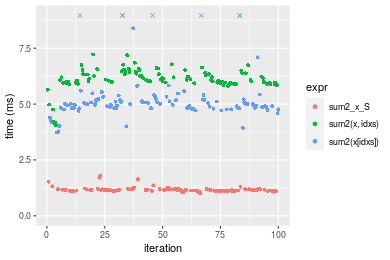 time (ms)
7.5
5.0
2.5
0.0
0
25
50
75
100
iteration
expr
sum2_x_S
sum2(x, idxs)
sum2(x[idxs])